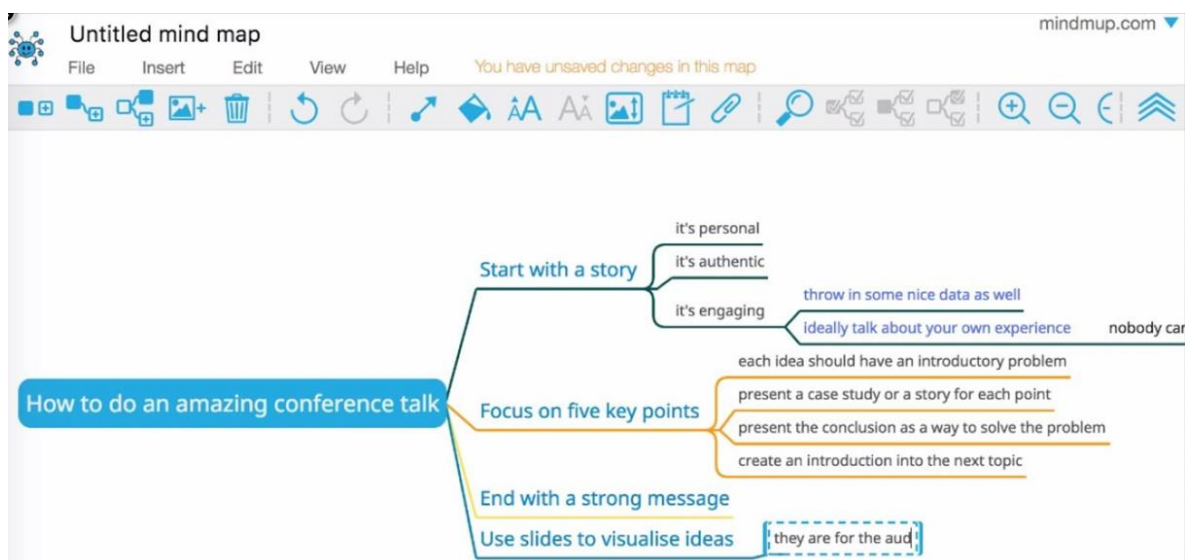 Untitled mind map
mindmup.com
File Insert Edit View Help You have unsaved changes in this map
it's personal
Start with a story
it's authentic
it's engaging
throw in some nice data as well
ideally talk about your own experience
nobody can
How to do an amazing conference talk
each idea should have an introductory problem
Focus on five key points
present a case study or a story for each point
present the conclusion as a way to solve the problem
create an introduction into the next topic
End with a strong message
Use slides to visualise ideas
they are for the aud